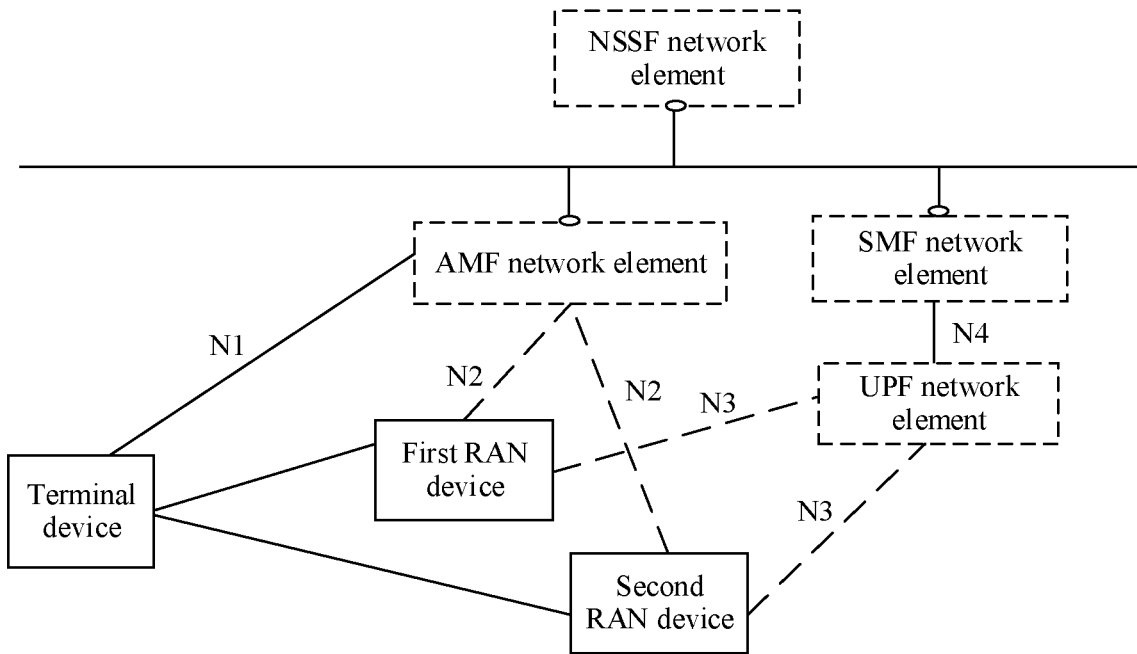 NSSF network
element
AMF network element
SMF network
element
N1
N4
N2
N2
N3
UPF network
element
First RAN
device
Terminal
device
N3
Second
RAN device